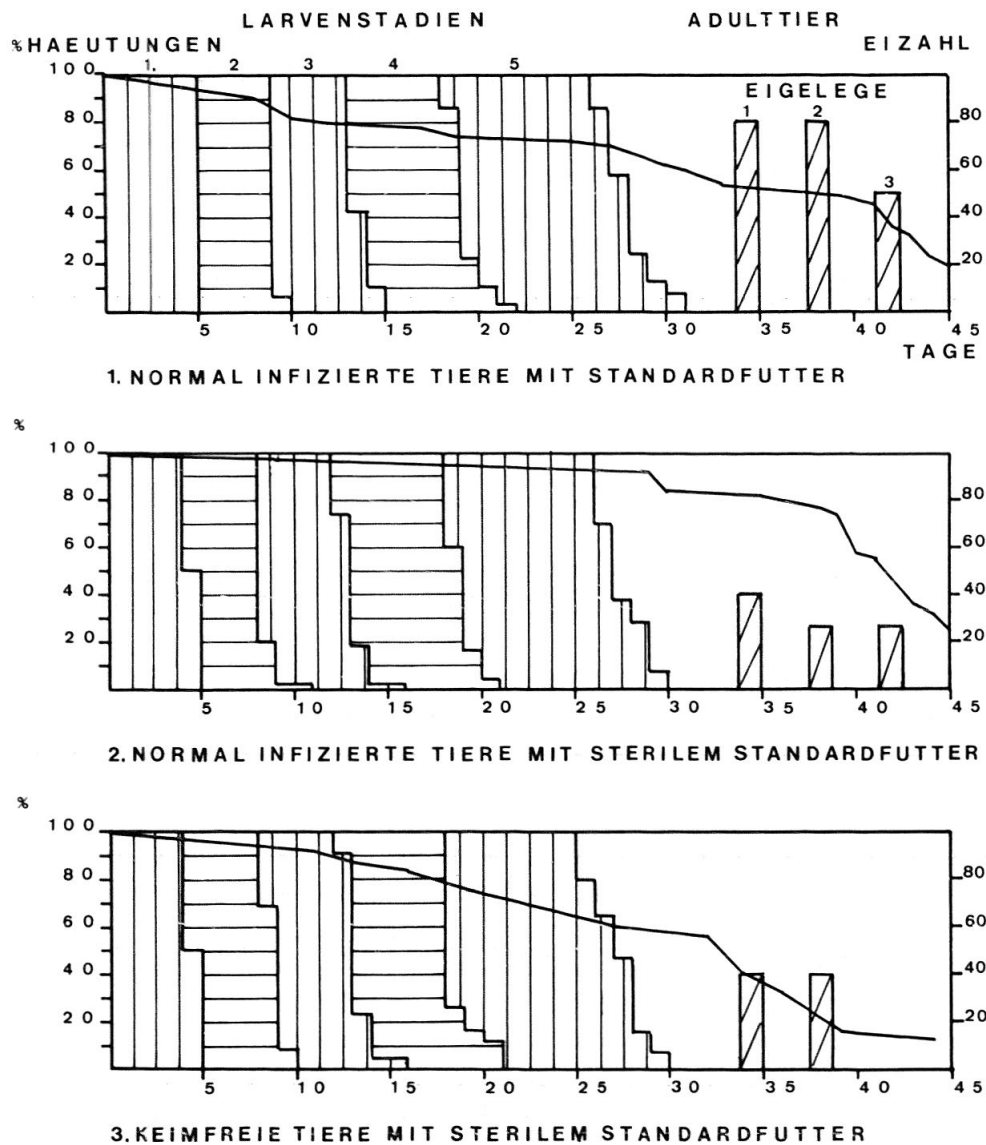 LARVENSTADIEN ADULTTIER
%HAEUTUNGEN EIZAHL
1. 2 3 4 5
EIGELEGE
1 2 3
100
80
60
40
20
80
60
40
20
5 10 15 20 25 30 35 40 45
TAGE
1. NORMAL INFIZIERTE TIERE MIT STANDARDFUTTER
%
100
80
60
40
20
80
60
40
20
5 10 15 20 25 30 35 40 45
2. NORMAL INFIZIERTE TIERE MIT STERILEM STANDARDFUTTER
%
100
80
60
40
20
80
60
40
20
5 10 15 20 25 30 35 40 45
3. KEIMFREIE TIERE MIT STERILEM STANDARDFUTTER